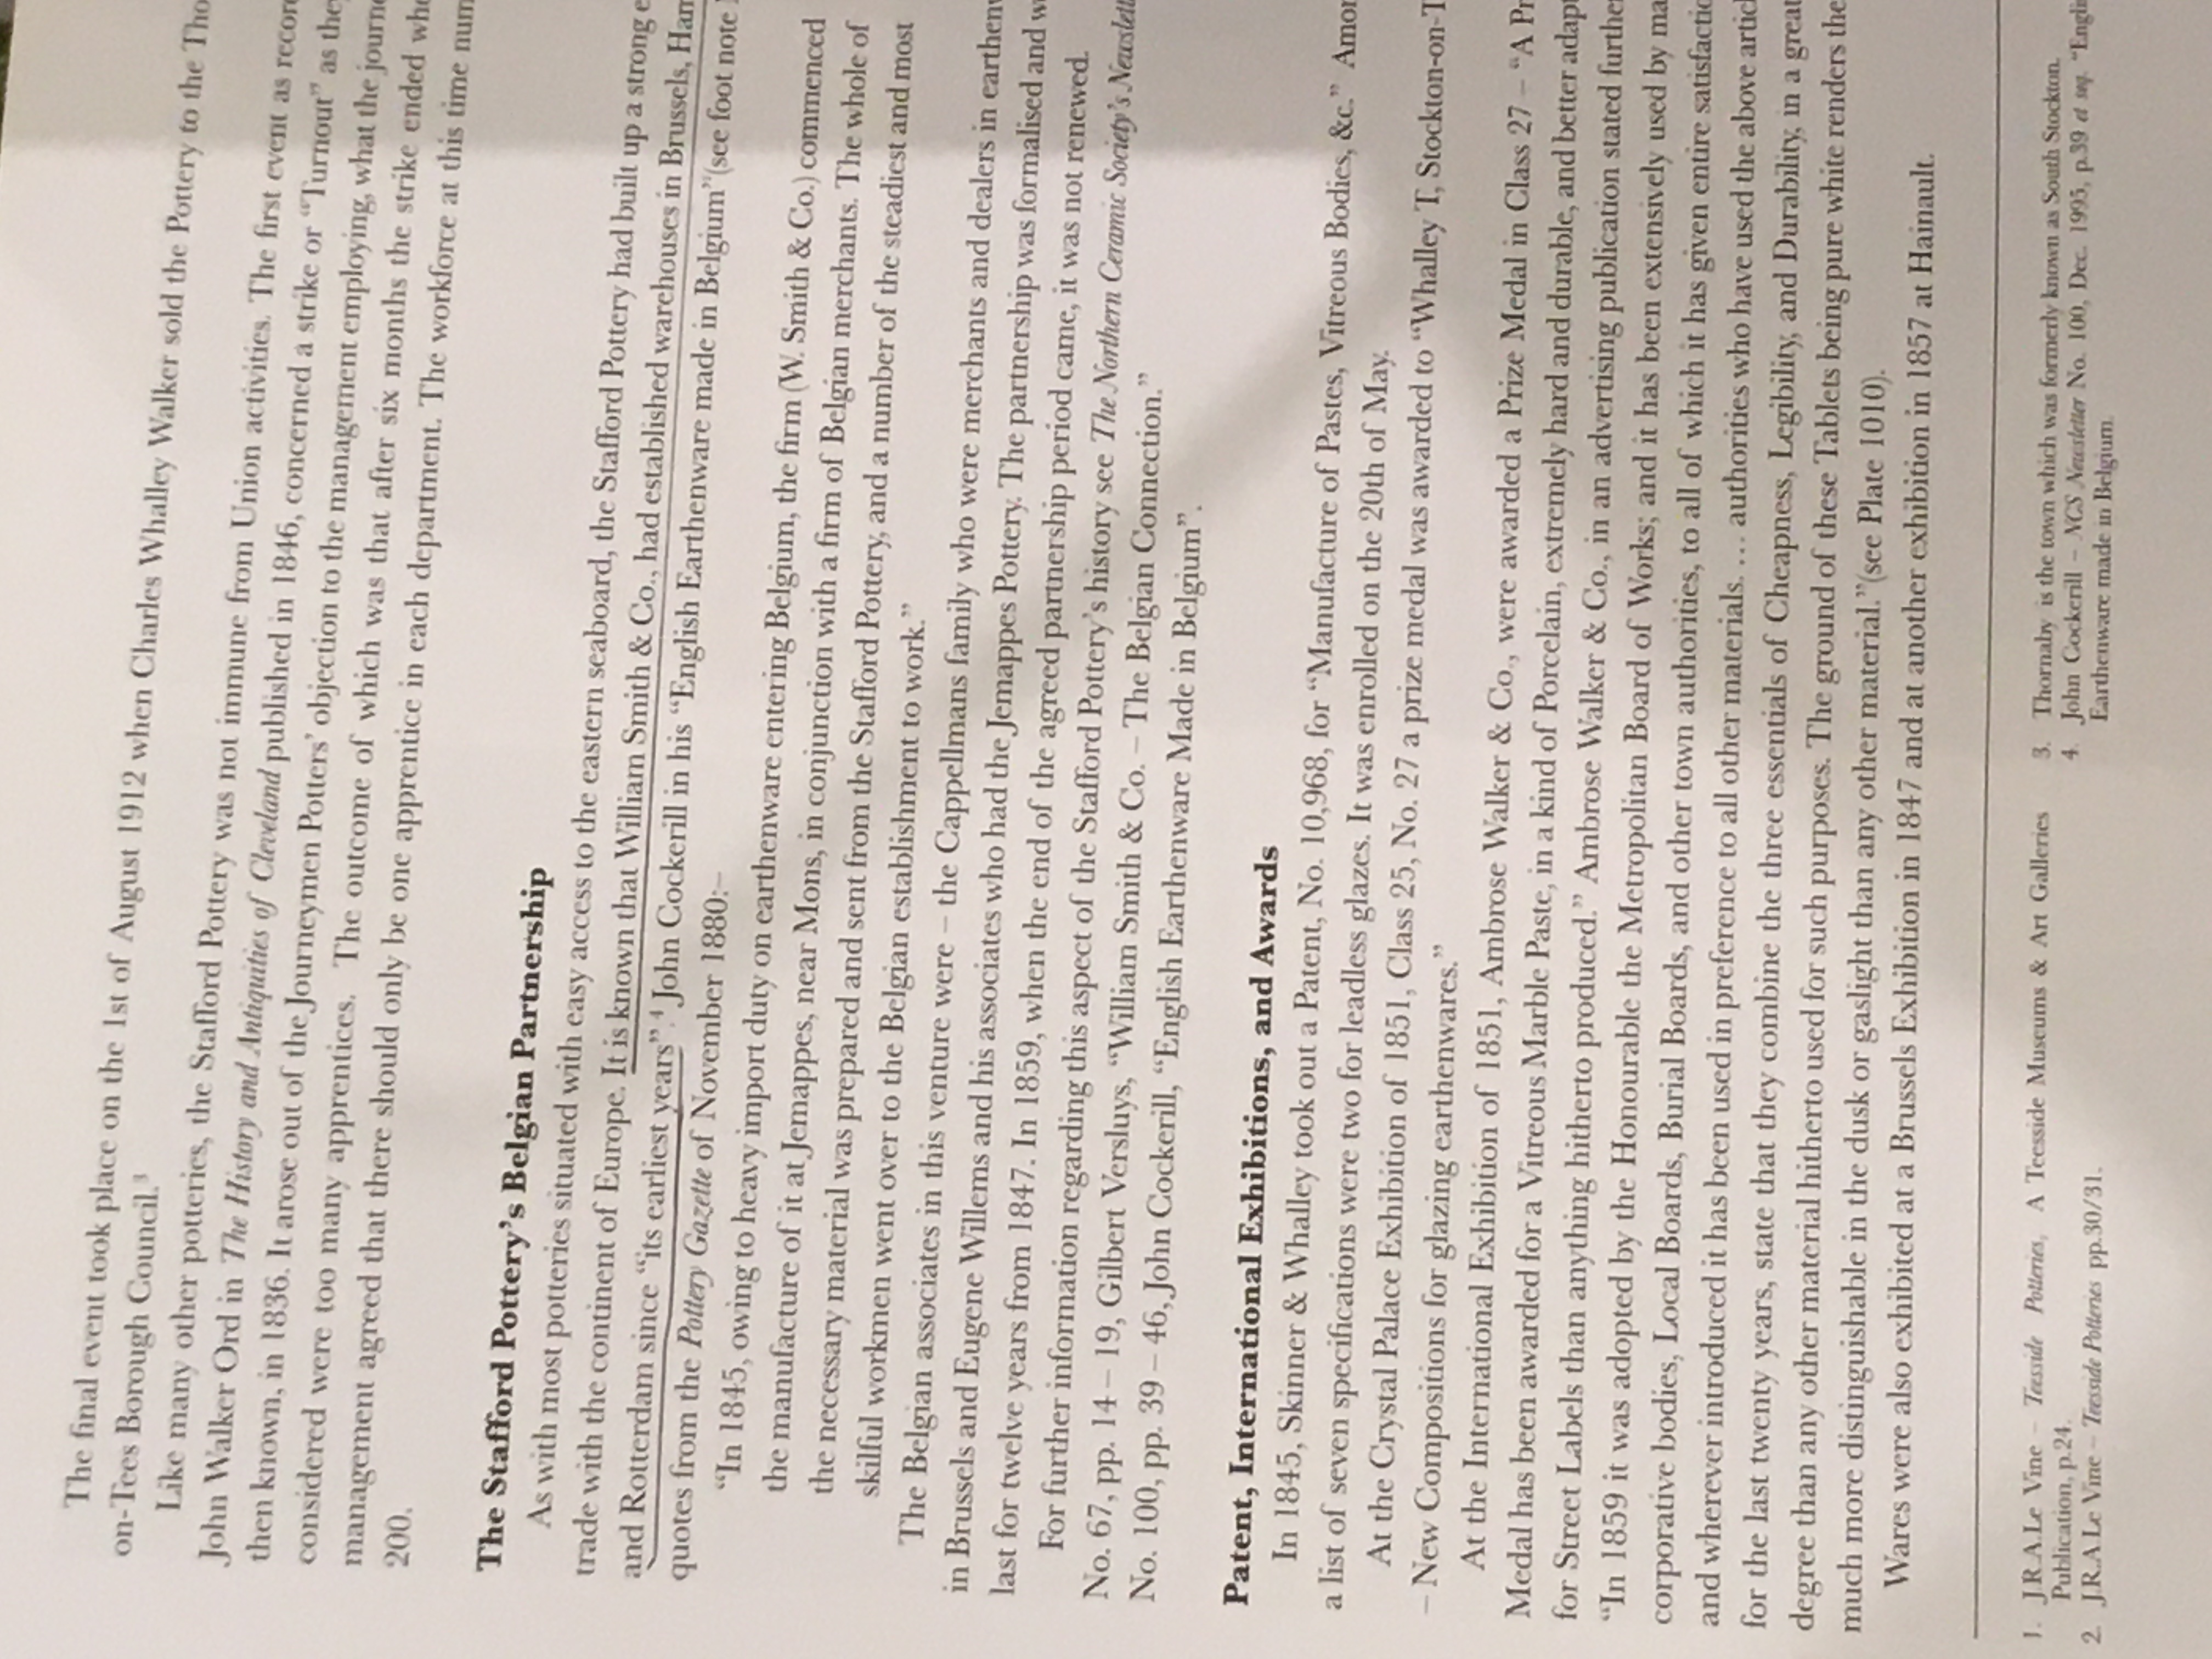 The final event took place on the 1st of August 1912 when Charles Whalley Walker sold the Pottery to the Tho
on-Tees Borough Council.³
Like many other potteries, the Stafford Pottery was not immune from Union activities. The first event as recor
John Walker Ord in The History and Antiquities of Cleveland published in 1846, concerned a strike or “Turnout” as the
then known, in 1836. It arose out of the Journeymen Potters’ objection to the management employing, what the journe
considered were too many apprentices. The outcome of which was that after six months the strike ended whe
management agreed that there should only be one apprentice in each department. The workforce at this time num
200.
The Stafford Pottery’s Belgian Partnership
As with most potteries situated with easy access to the eastern seaboard, the Stafford Pottery had built up a strong e
trade with the continent of Europe. It is known that William Smith & Co., had established warehouses in Brussels, Ham
and Rotterdam since “its earliest years”.⁴ John Cockerill in his “English Earthenware made in Belgium”(see foot note
quotes from the Pottery Gazette of November 1880:–
“In 1845, owing to heavy import duty on earthenware entering Belgium, the firm (W. Smith & Co.) commenced
the manufacture of it at Jemappes, near Mons, in conjunction with a firm of Belgian merchants. The whole of
the necessary material was prepared and sent from the Stafford Pottery, and a number of the steadiest and most
skilful workmen went over to the Belgian establishment to work.”
The Belgian associates in this venture were – the Cappellmans family who were merchants and dealers in earthenw
in Brussels and Eugene Willems and his associates who had the Jemappes Pottery. The partnership was formalised and w
last for twelve years from 1847. In 1859, when the end of the agreed partnership period came, it was not renewed.
For further information regarding this aspect of the Stafford Pottery’s history see The Northern Ceramic Society’s Newslett
No. 67, pp. 14 – 19, Gilbert Versluys, “William Smith & Co. – The Belgian Connection.”
No. 100, pp. 39 – 46, John Cockerill, “English Earthenware Made in Belgium”.
Patent, International Exhibitions, and Awards
In 1845, Skinner & Whalley took out a Patent, No. 10,968, for “Manufacture of Pastes, Vitreous Bodies, &c.” Amon
a list of seven specifications were two for leadless glazes. It was enrolled on the 20th of May.
At the Crystal Palace Exhibition of 1851, Class 25, No. 27 a prize medal was awarded to “Whalley T, Stockton-on-T
– New Compositions for glazing earthenwares.”
At the International Exhibition of 1851, Ambrose Walker & Co., were awarded a Prize Medal in Class 27 – “A Pr
Medal has been awarded for a Vitreous Marble Paste, in a kind of Porcelain, extremely hard and durable, and better adapt
for Street Labels than anything hitherto produced.” Ambrose Walker & Co., in an advertising publication stated further
“In 1859 it was adopted by the Honourable the Metropolitan Board of Works; and it has been extensively used by ma
corporative bodies, Local Boards, Burial Boards, and other town authorities, to all of which it has given entire satisfactio
and wherever introduced it has been used in preference to all other materials. … authorities who have used the above articl
for the last twenty years, state that they combine the three essentials of Cheapness, Legibility, and Durability, in a great
degree than any other material hitherto used for such purposes. The ground of these Tablets being pure white renders the
much more distinguishable in the dusk or gaslight than any other material.”(see Plate 1010).
Wares were also exhibited at a Brussels Exhibition in 1847 and at another exhibition in 1857 at Hainault.
1. J.R.A.Le Vine – Teesside Potteries, A Teesside Museums & Art Galleries
Publication, p.24.
2. J.R.A.Le Vine – Teesside Potteries pp.30/31.
3. Thornaby is the town which was formerly known as South Stockton.
4. John Cockerill – NCS Newsletter No. 100, Dec. 1995, p.39 et seq. “Englis
Earthenware made in Belgium.